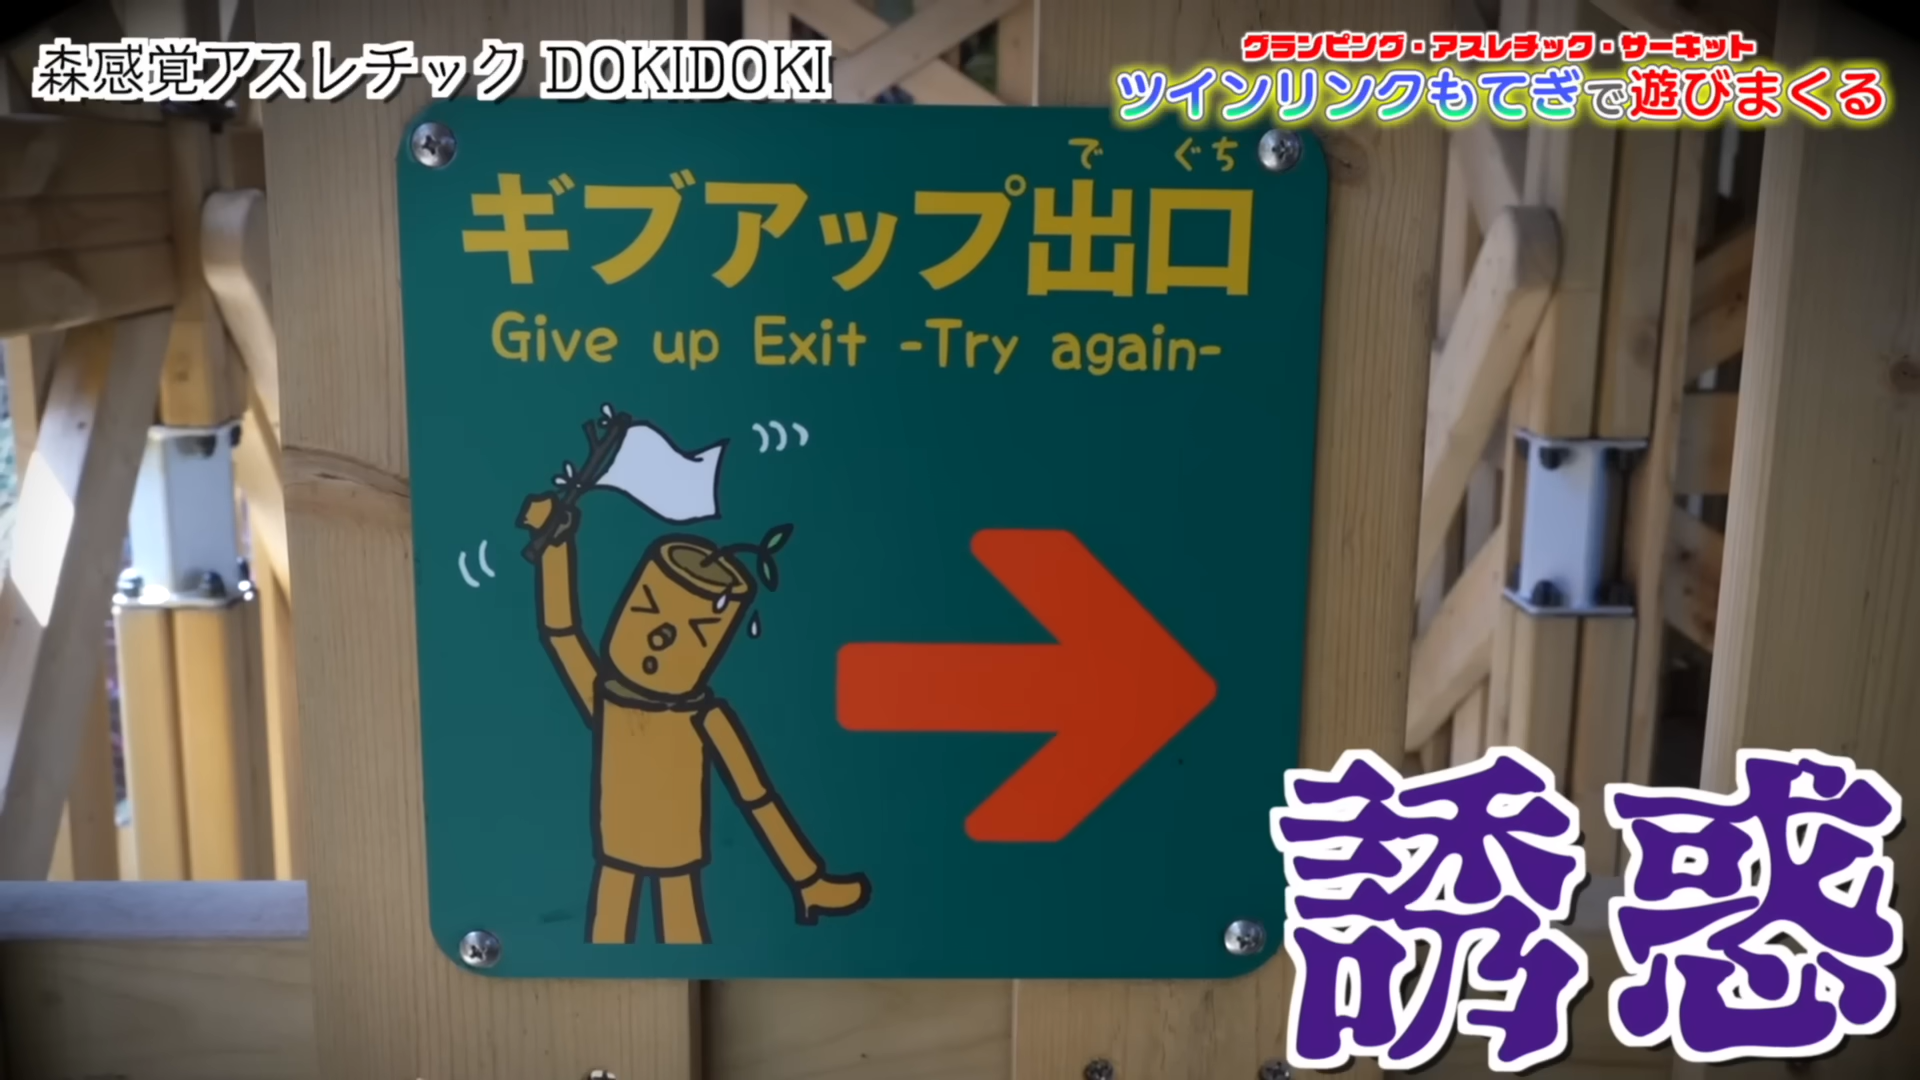 森感覚アスレチック DOKIDOKI
グランピング・アスレチック・サーキット
ツインリンクもてぎで遊びまくる
で ぐち
ギブアップ出口
Give up Exit -Try again-
誘惑